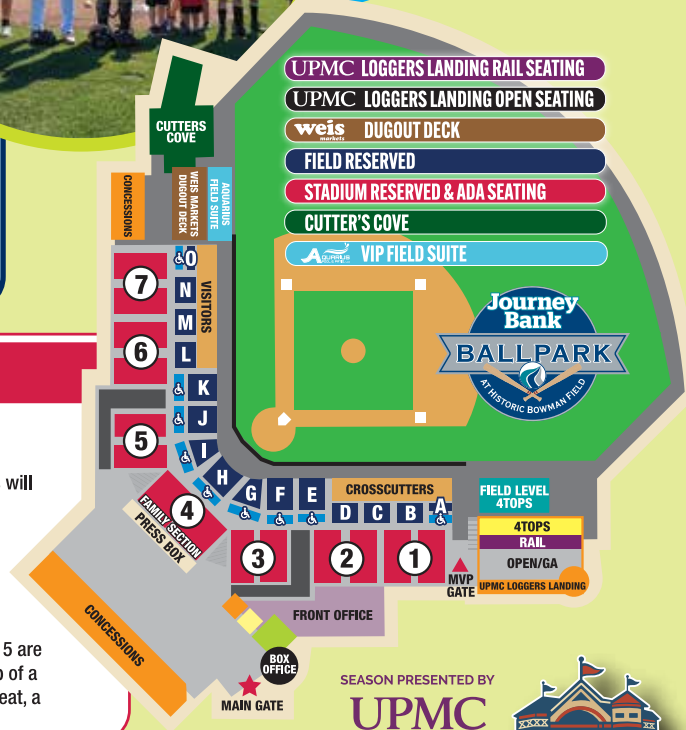 UPMC LOGGERS LANDING RAIL SEATING
UPMC LOGGERS LANDING OPEN SEATING
weis markets DUGOUT DECK
FIELD RESERVED
STADIUM RESERVED & ADA SEATING
CUTTER'S COVE
AQUARIUS VIP FIELD SUITE
CUTTERS
COVE
CONCESSIONS
WEIS MARKETS
DUGOUT DECK
AQUARIUS
FIELD SUITE
7
6
5
4
3
2
1
O
N
M
L
K
J
I
H
G
F
E
D
C
B
A
VISITORS
CROSSCUTTERS
Journey
Bank
BALLPARK
AT HISTORIC BOWMAN FIELD
FAMILY SECTION
PRESS BOX
FIELD LEVEL
4TOPS
4TOPS
RAIL
OPEN/GA
UPMC LOGGERS LANDING
MVP
GATE
FRONT OFFICE
BOX
OFFICE
MAIN GATE
CONCESSIONS
will
5 are
of a
eat, a
SEASON PRESENTED BY
UPMC